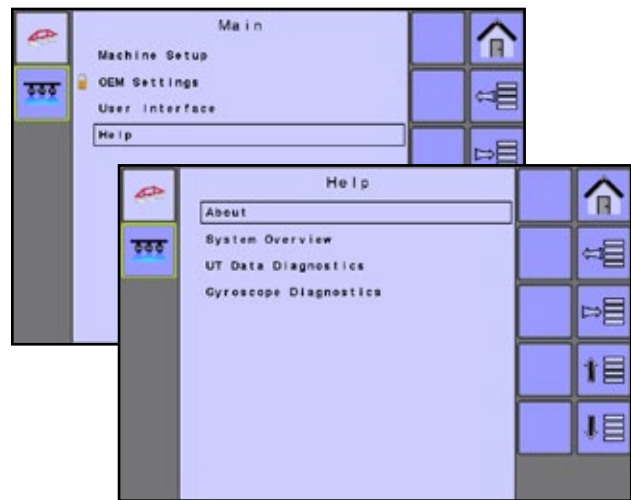 Main
Machine Setup
OEM Settings
User Interface
Help
Help
About
System Overview
UT Data Diagnostics
Gyroscope Diagnostics